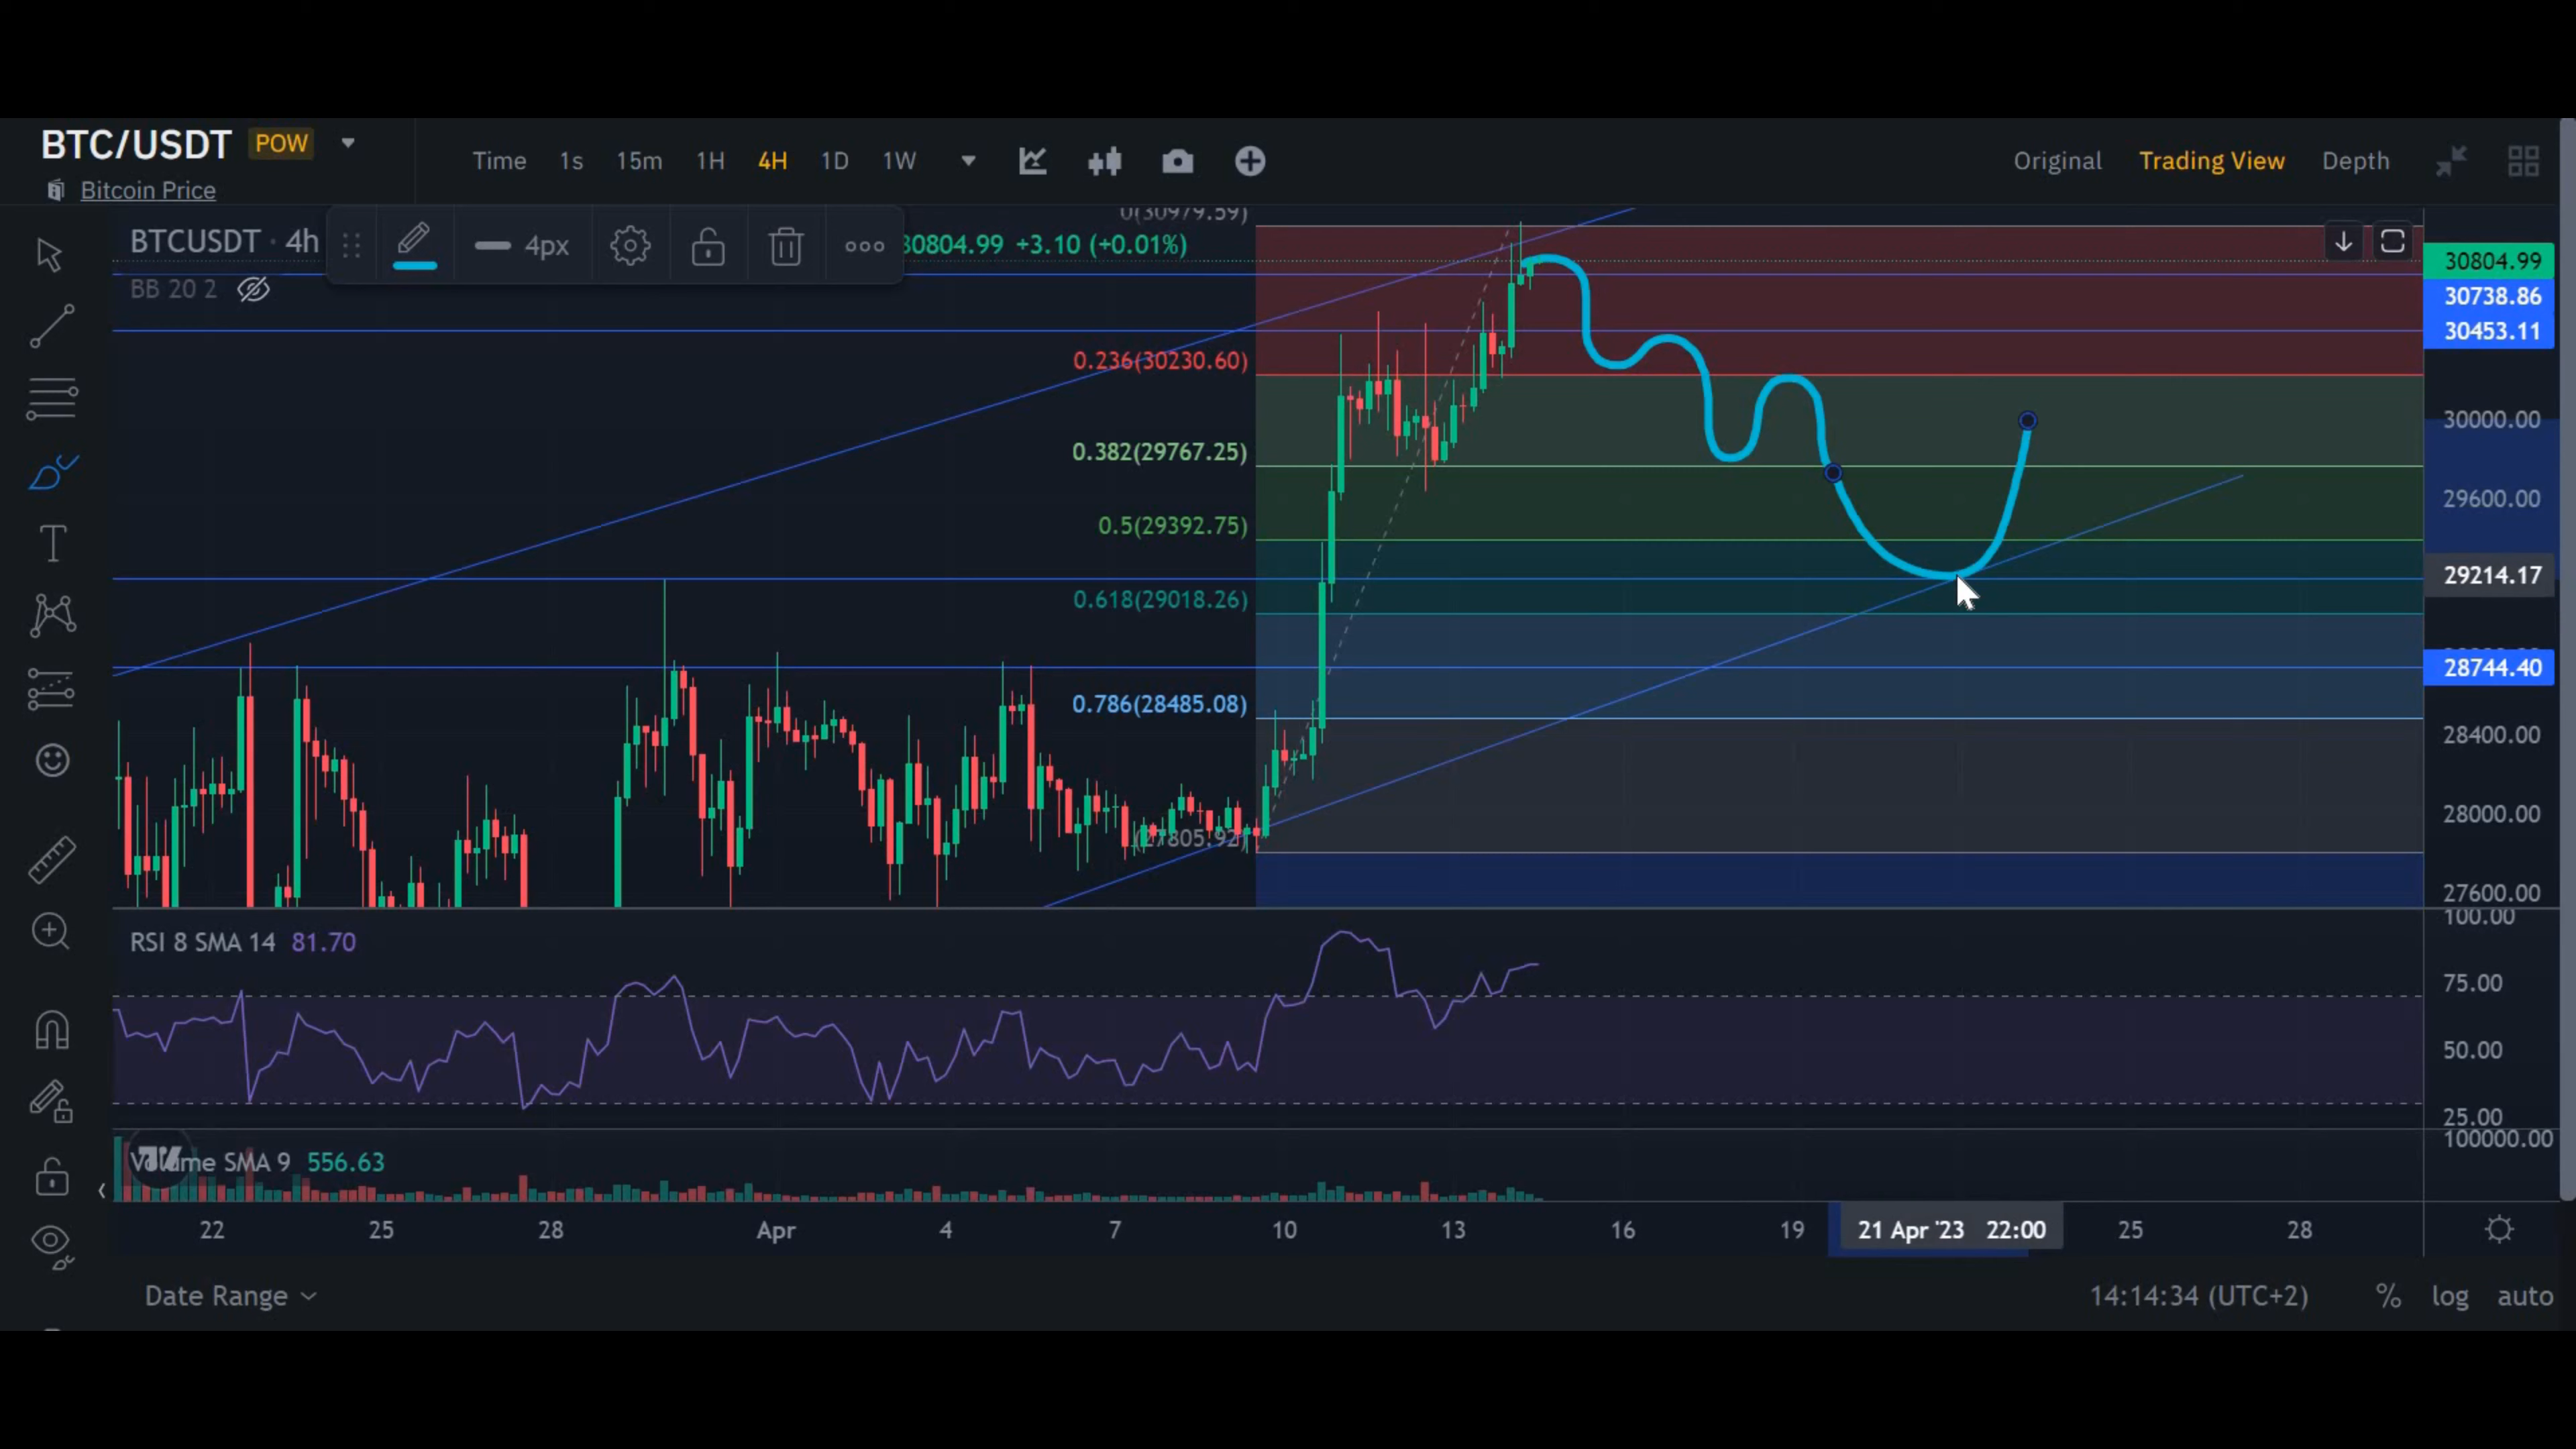 BTC/USDT POW
Bitcoin Price
Time 1s 15m 1H 4H 1D 1W
Original Trading View Depth
BTCUSDT · 4h
4px
30804.99 +3.10 (+0.01%)
BB 20 2
0(30979.59)
0.236(30230.60)
0.382(29767.25)
0.5(29392.75)
0.618(29018.26)
0.786(28485.08)
(27805.92)
30804.99
30738.86
30453.11
30000.00
29600.00
29214.17
28744.40
28400.00
28000.00
27600.00
RSI 8 SMA 14 81.70
100.00
75.00
50.00
25.00
Volume SMA 9 556.63
100000.00
22 25 28 Apr 4 7 10 13 16 19 21 Apr '23 22:00 25 28
Date Range
14:14:34 (UTC+2) % log auto